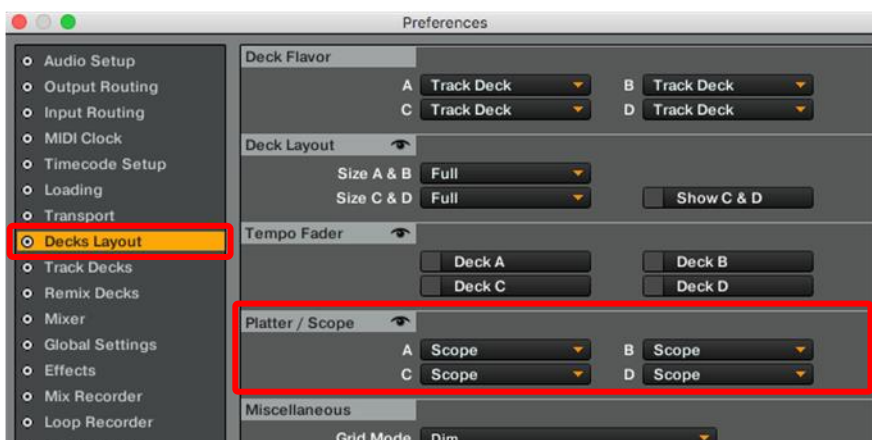 Preferences
Audio Setup
Output Routing
Input Routing
MIDI Clock
Timecode Setup
Loading
Transport
Decks Layout
Track Decks
Remix Decks
Mixer
Global Settings
Effects
Mix Recorder
Loop Recorder
Deck Flavor
A Track Deck B Track Deck
C Track Deck D Track Deck
Deck Layout
Size A & B Full
Size C & D Full Show C & D
Tempo Fader
Deck A Deck B
Deck C Deck D
Platter / Scope
A Scope B Scope
C Scope D Scope
Miscellaneous
Grid Mode Dim